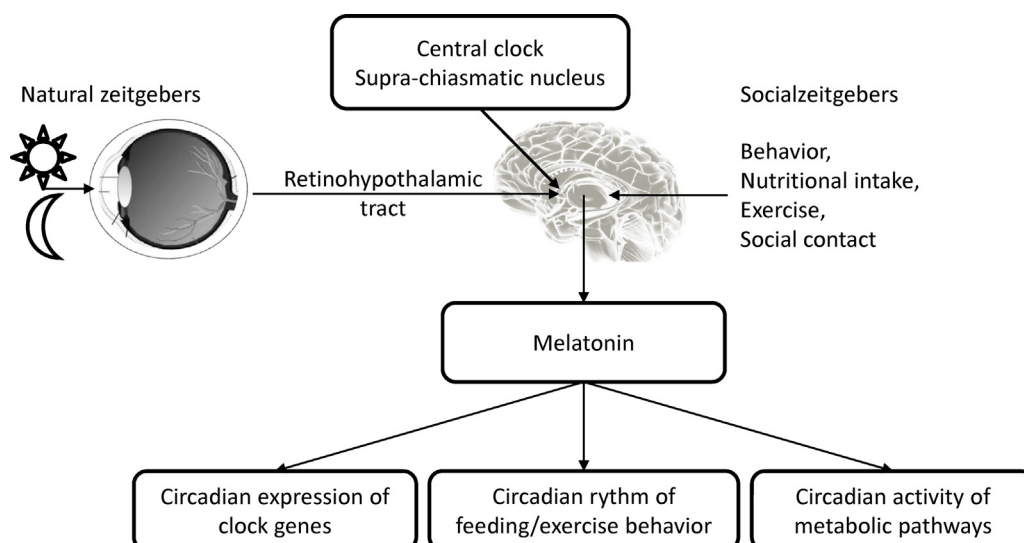 Central clock
Supra-chiasmatic nucleus
Natural zeitgebers
Socialzeitgebers
Behavior,
Nutritional intake,
Exercise,
Social contact
Retinohypothalamic
tract
Melatonin
Circadian expression of
clock genes
Circadian rythm of
feeding/exercise behavior
Circadian activity of
metabolic pathways